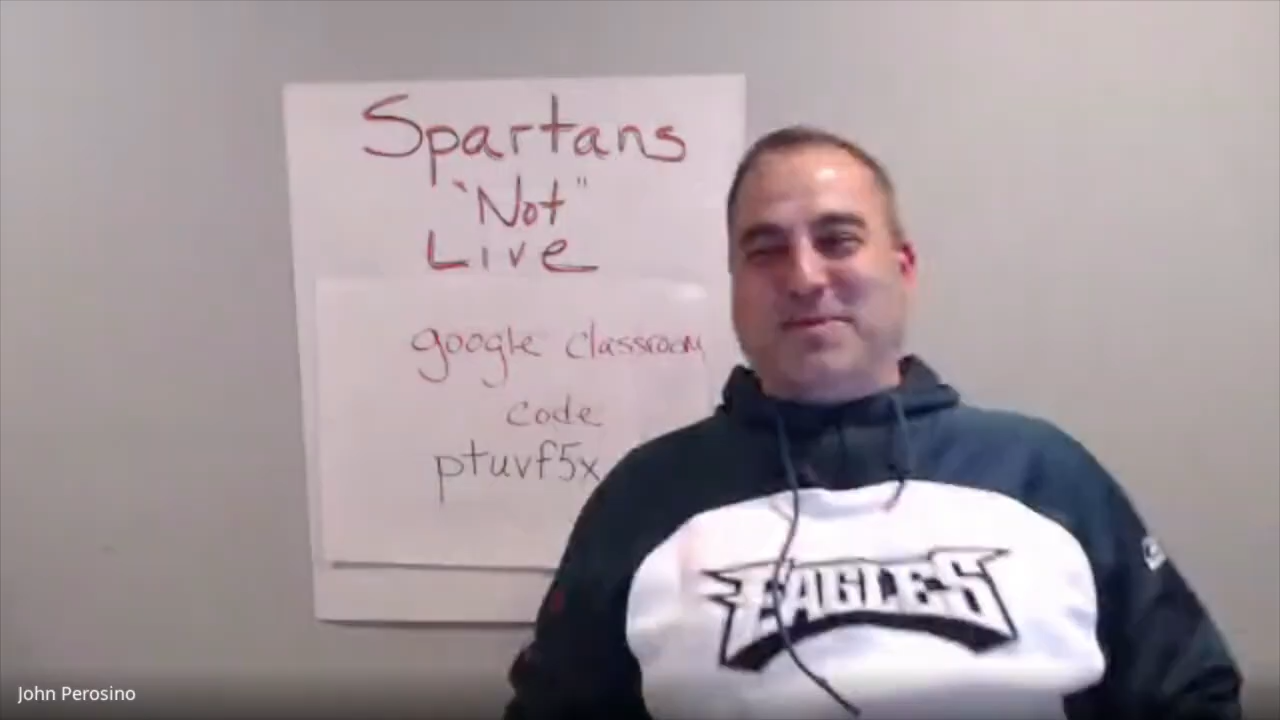 Spartans
"Not"
Live
google classroom
code
ptuvf5x
EAGLES
John Perosino